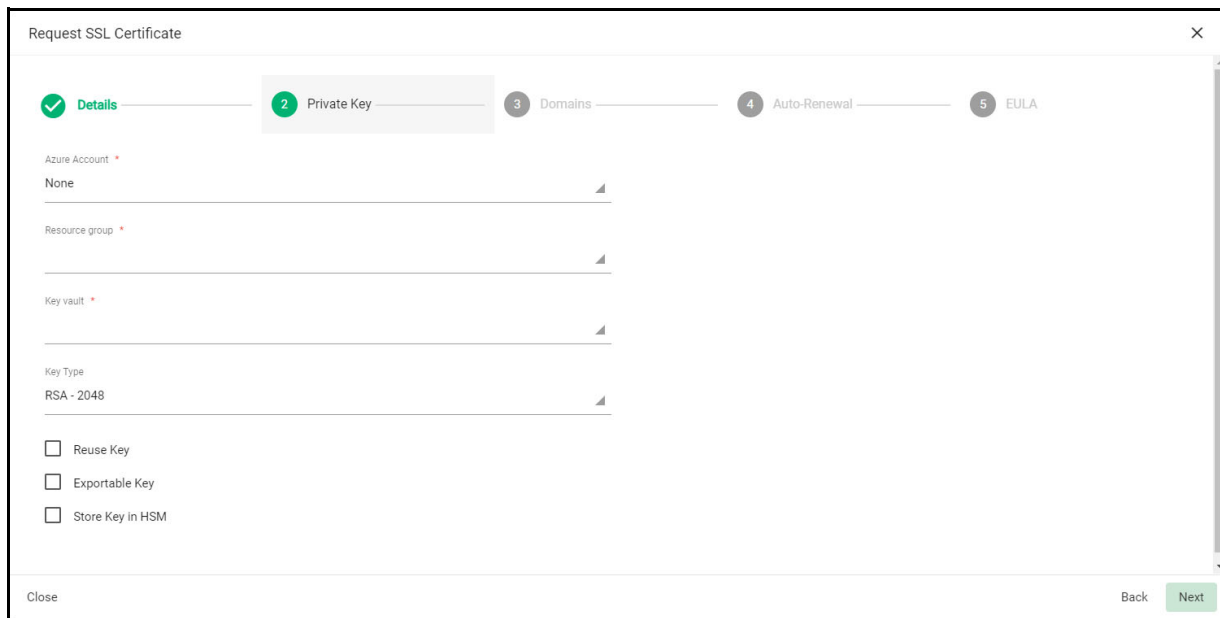 Request SSL Certificate
Details 2 Private Key 3 Domains 4 Auto-Renewal 5 EULA
Azure Account *
None
Resource group *
Key vault *
Key Type
RSA - 2048
Reuse Key
Exportable Key
Store Key in HSM
Close Back Next